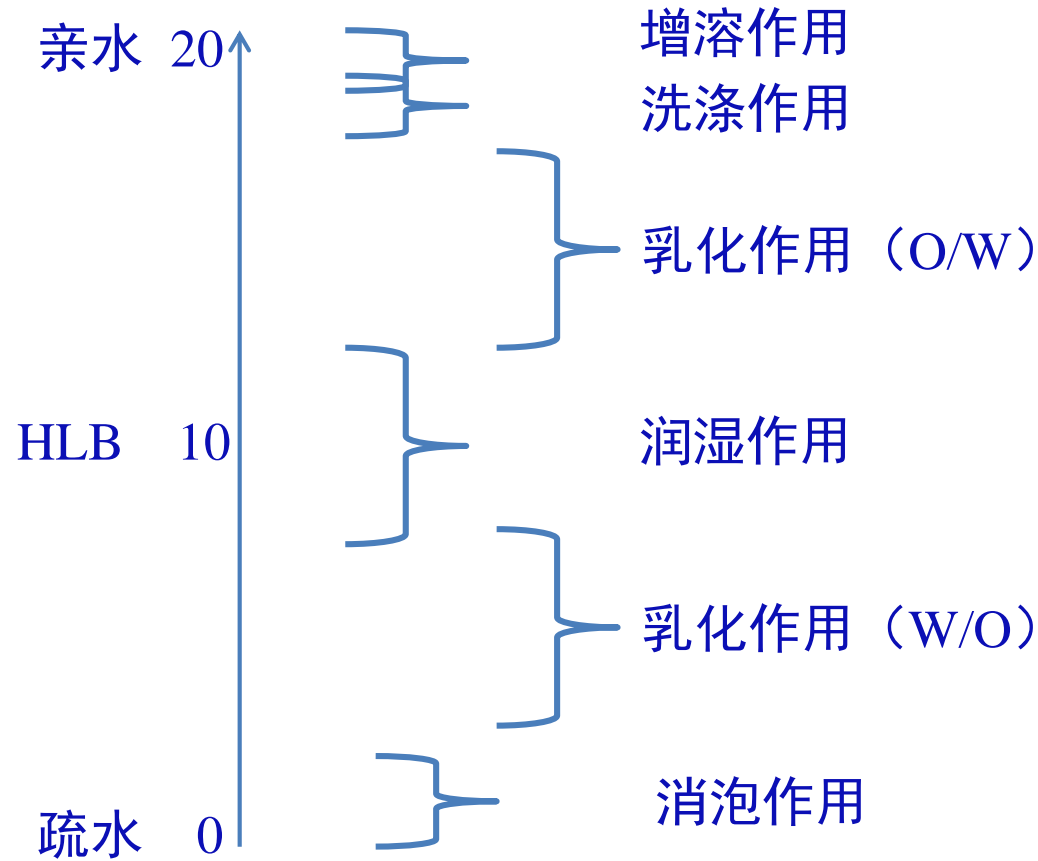 亲水 20
增溶作用
洗涤作用
乳化作用（O/W）
HLB 10
润湿作用
乳化作用（W/O）
消泡作用
疏水 0